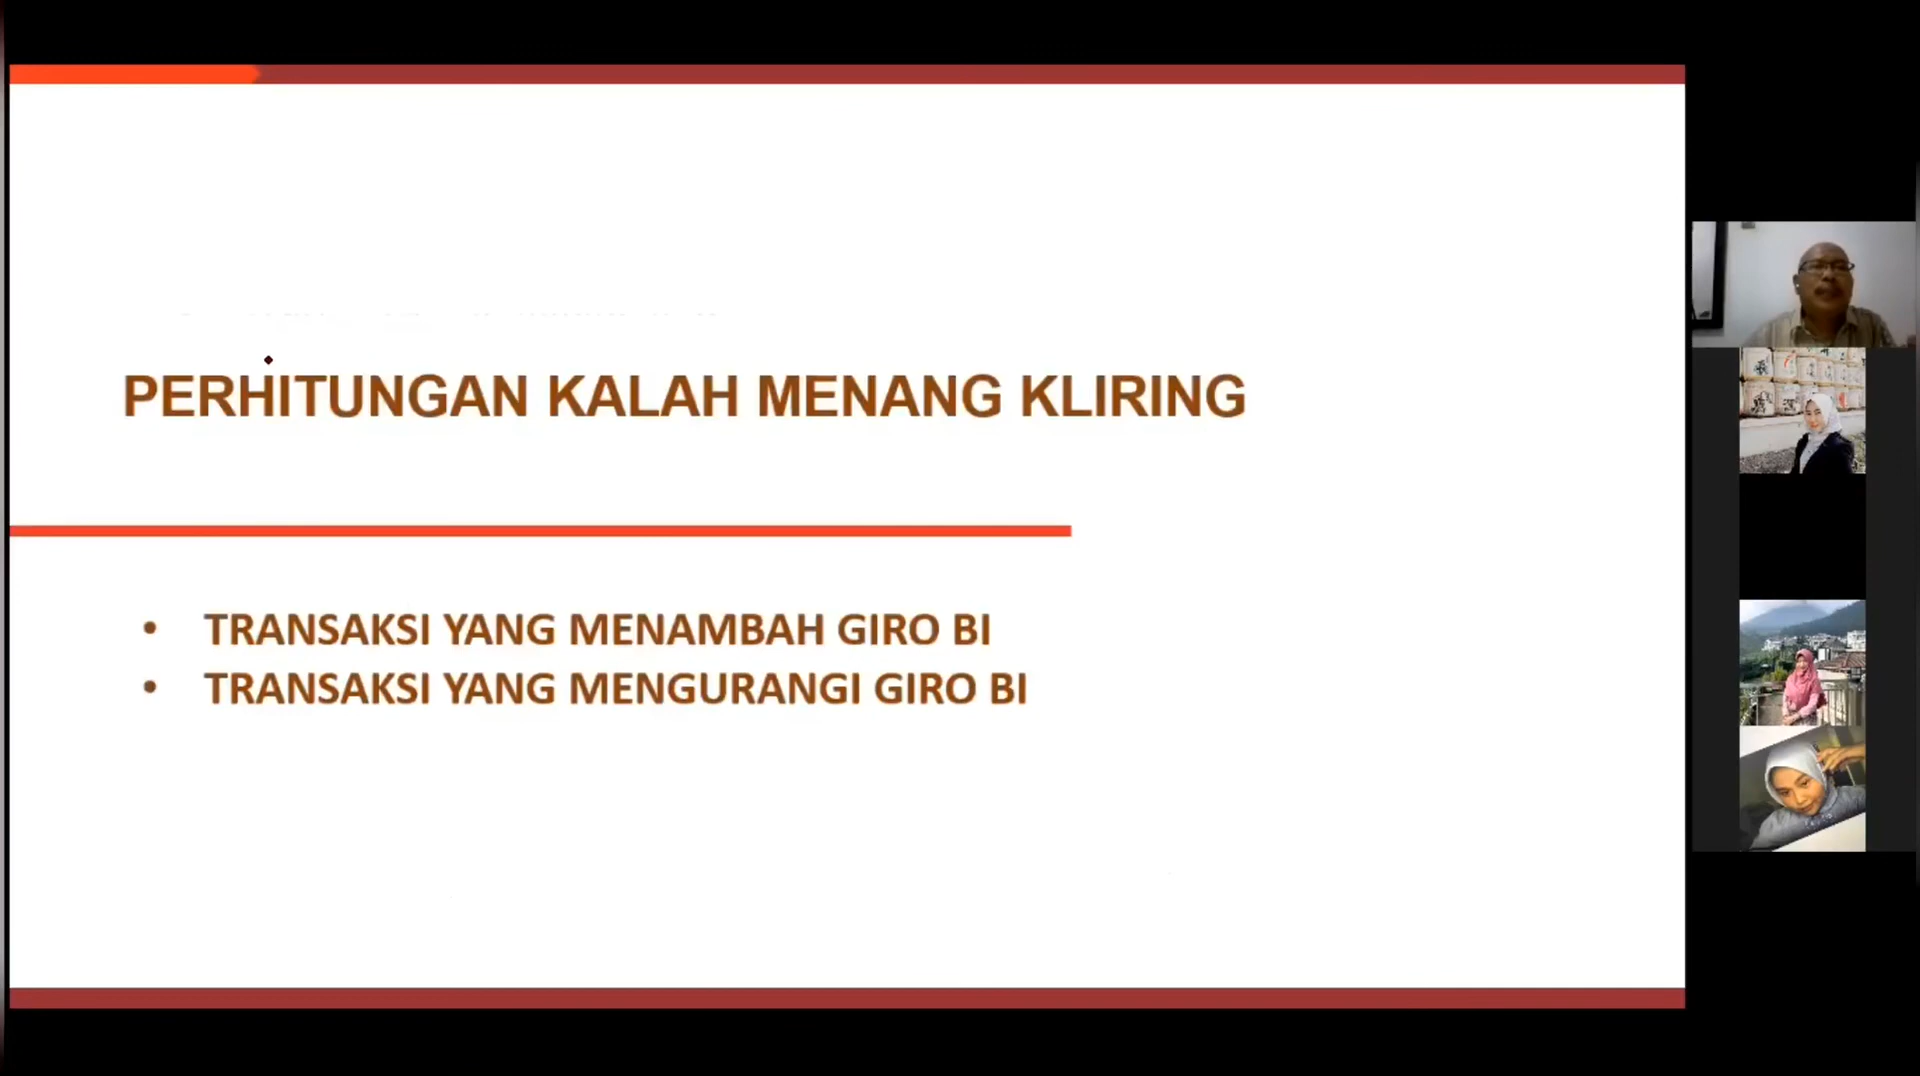 PERHITUNGAN KALAH MENANG KLIRING
• TRANSAKSI YANG MENAMBAH GIRO BI
• TRANSAKSI YANG MENGURANGI GIRO BI